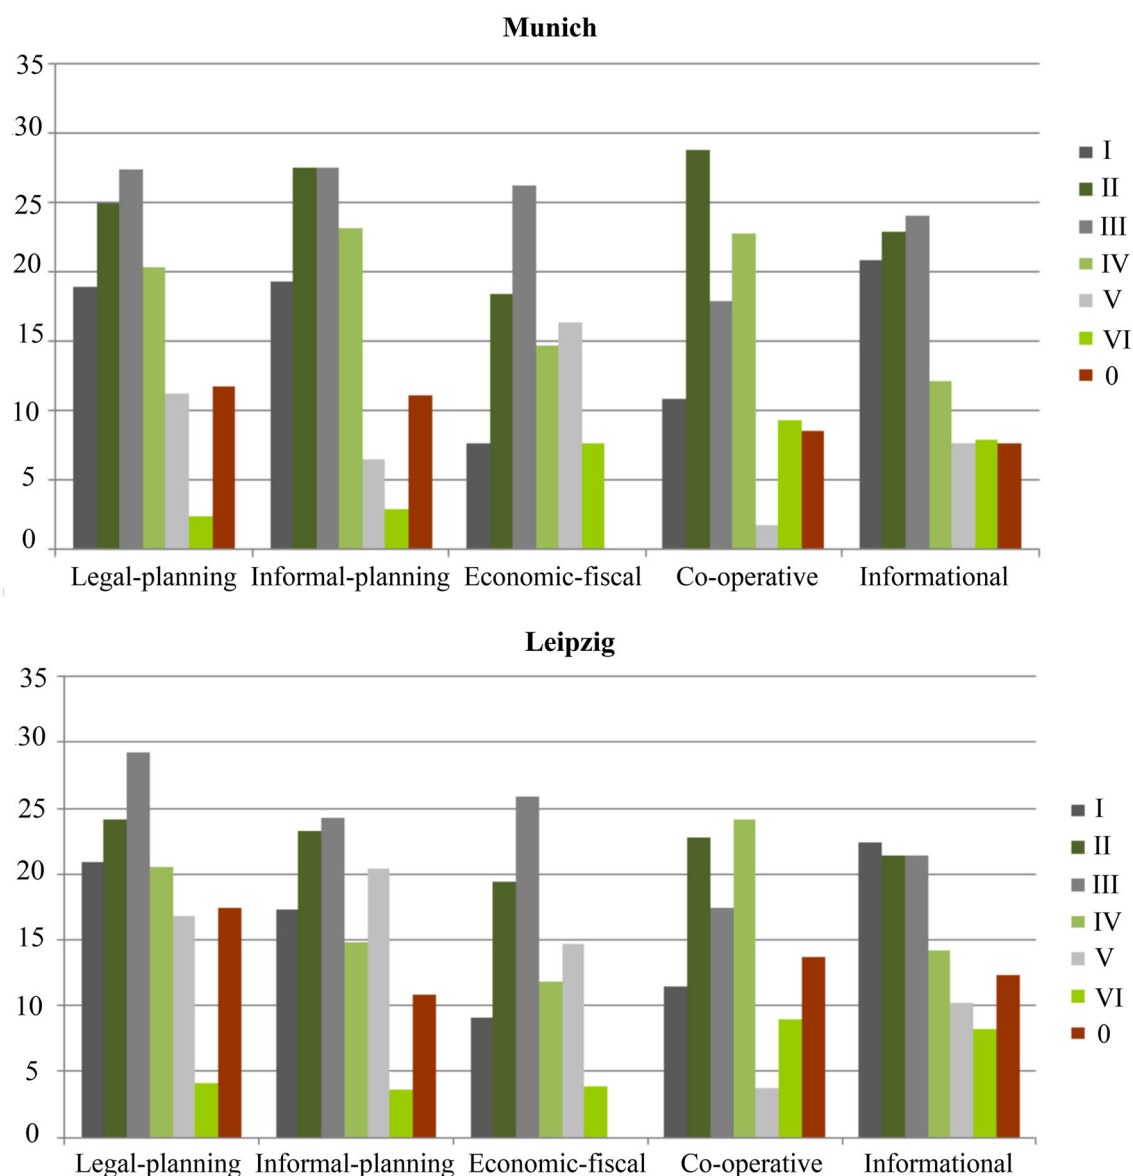 Munich
35
30
25
20
15
10
5
0
Legal-planning Informal-planning Economic-fiscal Co-operative Informational
I
II
III
IV
V
VI
0
Leipzig
35
30
25
20
15
10
5
0
Legal-planning Informal-planning Economic-fiscal Co-operative Informational
I
II
III
IV
V
VI
0